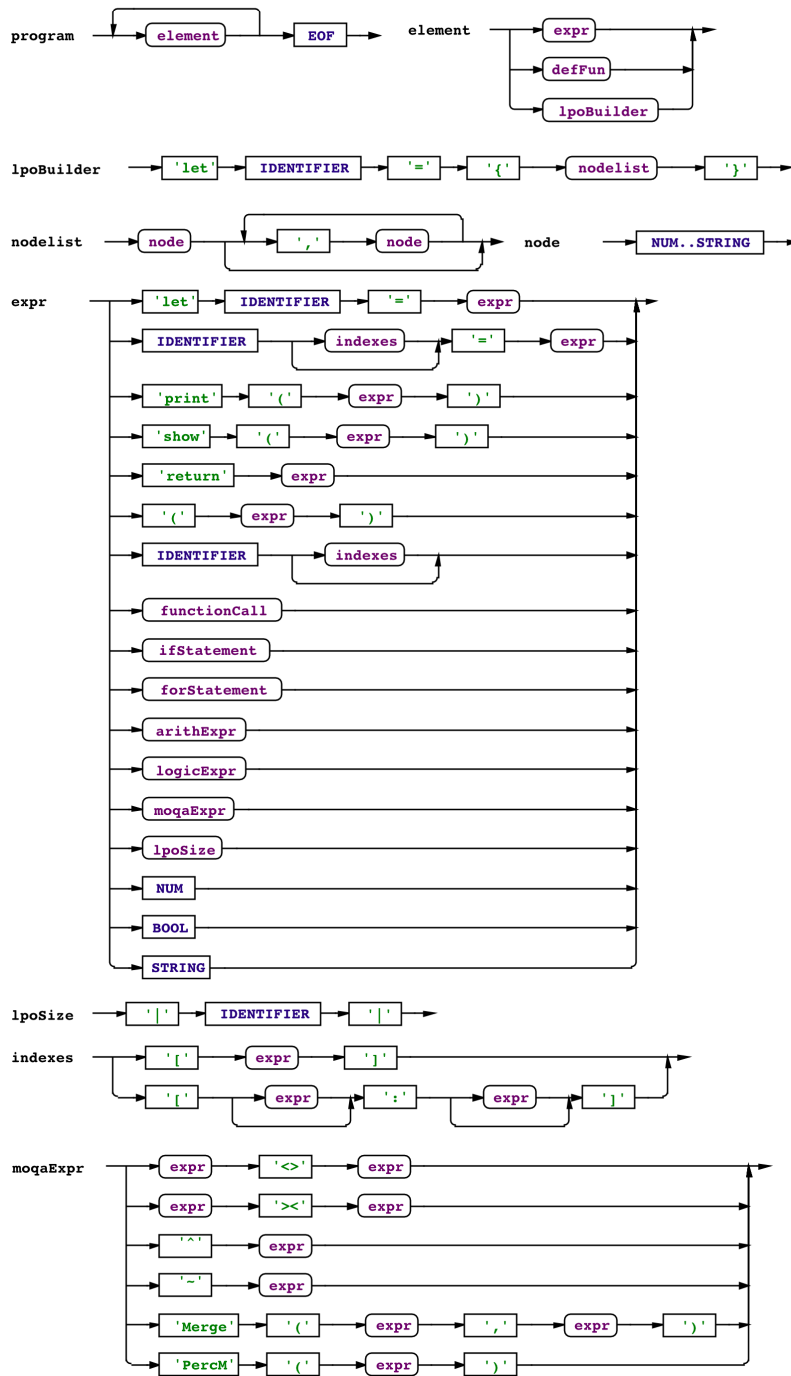 program element EOF element expr
defFun
lpoBuilder
lpoBuilder 'let' IDENTIFIER '=' '{' nodelist '}'
nodelist node ',' node node NUM..STRING
expr 'let' IDENTIFIER '=' expr
IDENTIFIER indexes '=' expr
'print' '(' expr ')'
'show' '(' expr ')'
'return' expr
'(' expr ')'
IDENTIFIER indexes
functionCall
ifStatement
forStatement
arithExpr
logicExpr
moqaExpr
lpoSize
NUM
BOOL
STRING
lpoSize '|' IDENTIFIER '|'
indexes '[' expr ']'
'[' expr ':' expr ']'
moqaExpr expr '<>' expr
expr '><' expr
'^' expr
'~' expr
'Merge' '(' expr ',' expr ')'
'PercM' '(' expr ')'